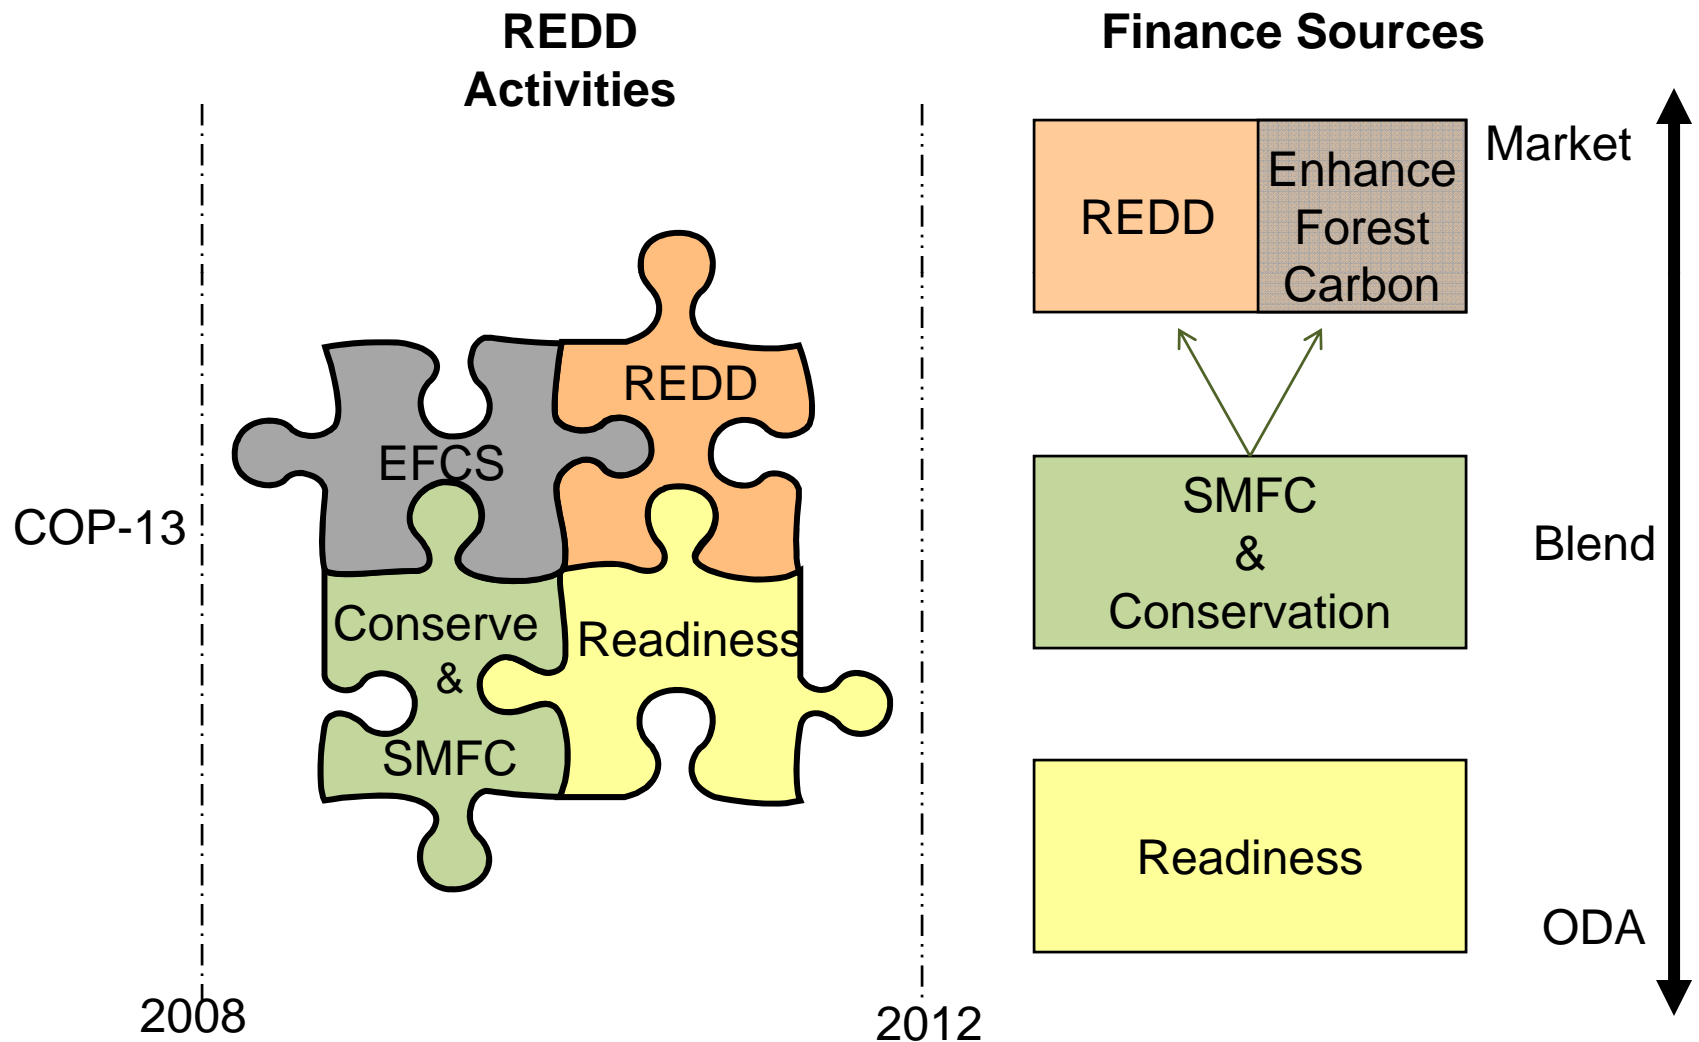 REDD
Activities
Finance Sources
COP-13
2008
2012
EFCS
REDD
Conserve
&
SMFC
Readiness
REDD
Enhance
Forest
Carbon
SMFC
&
Conservation
Readiness
Market
Blend
ODA